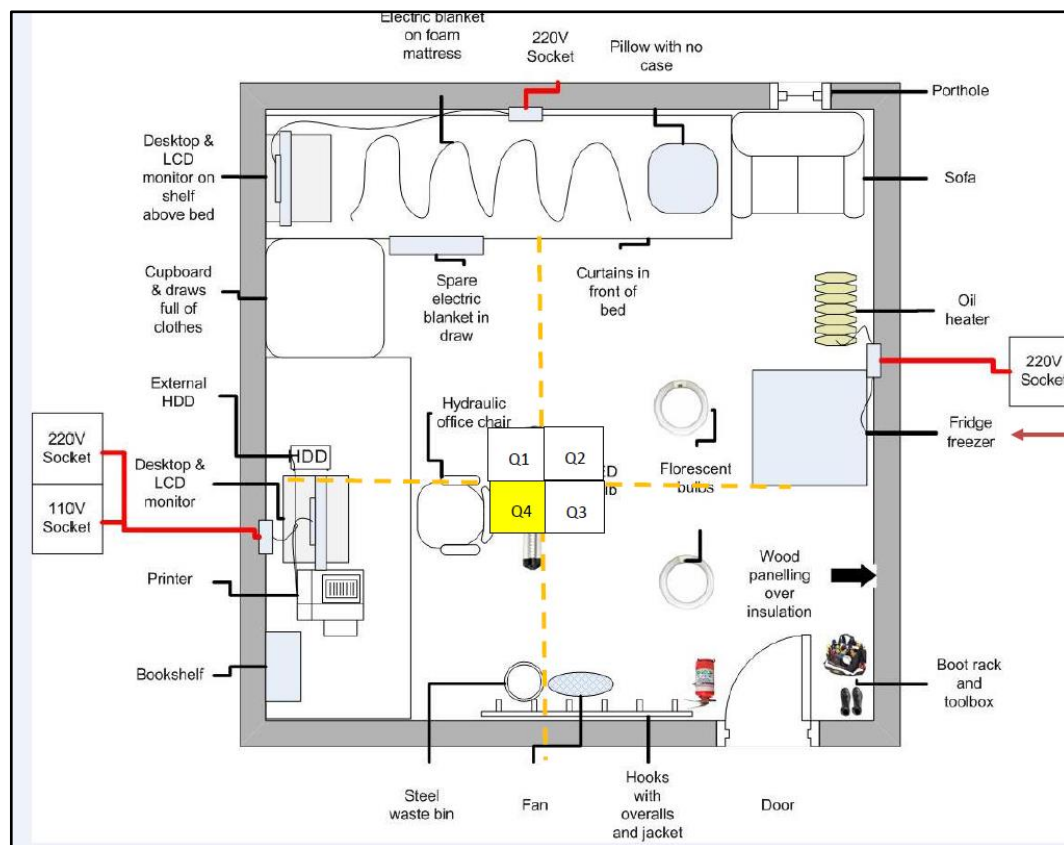 Electric blanket
on foam
mattress
220V
Socket
Pillow with no
case
Porthole
Desktop &
LCD
monitor on
shelf
above bed
Sofa
Cupboard
& draws
full of
clothes
Spare
electric
blanket in
draw
Curtains in
front of
bed
Oil
heater
220V
Socket
External
HDD
HDD
Hydraulic
office chair
Q1
Q2
Q4
Q3
Florescent
bulbs
Fridge
freezer
220V
Socket
110V
Socket
Desktop &
LCD
monitor
Printer
Wood
panelling
over
insulation
Bookshelf
Boot rack
and
toolbox
Steel
waste bin
Fan
Hooks
with
overalls
and jacket
Door